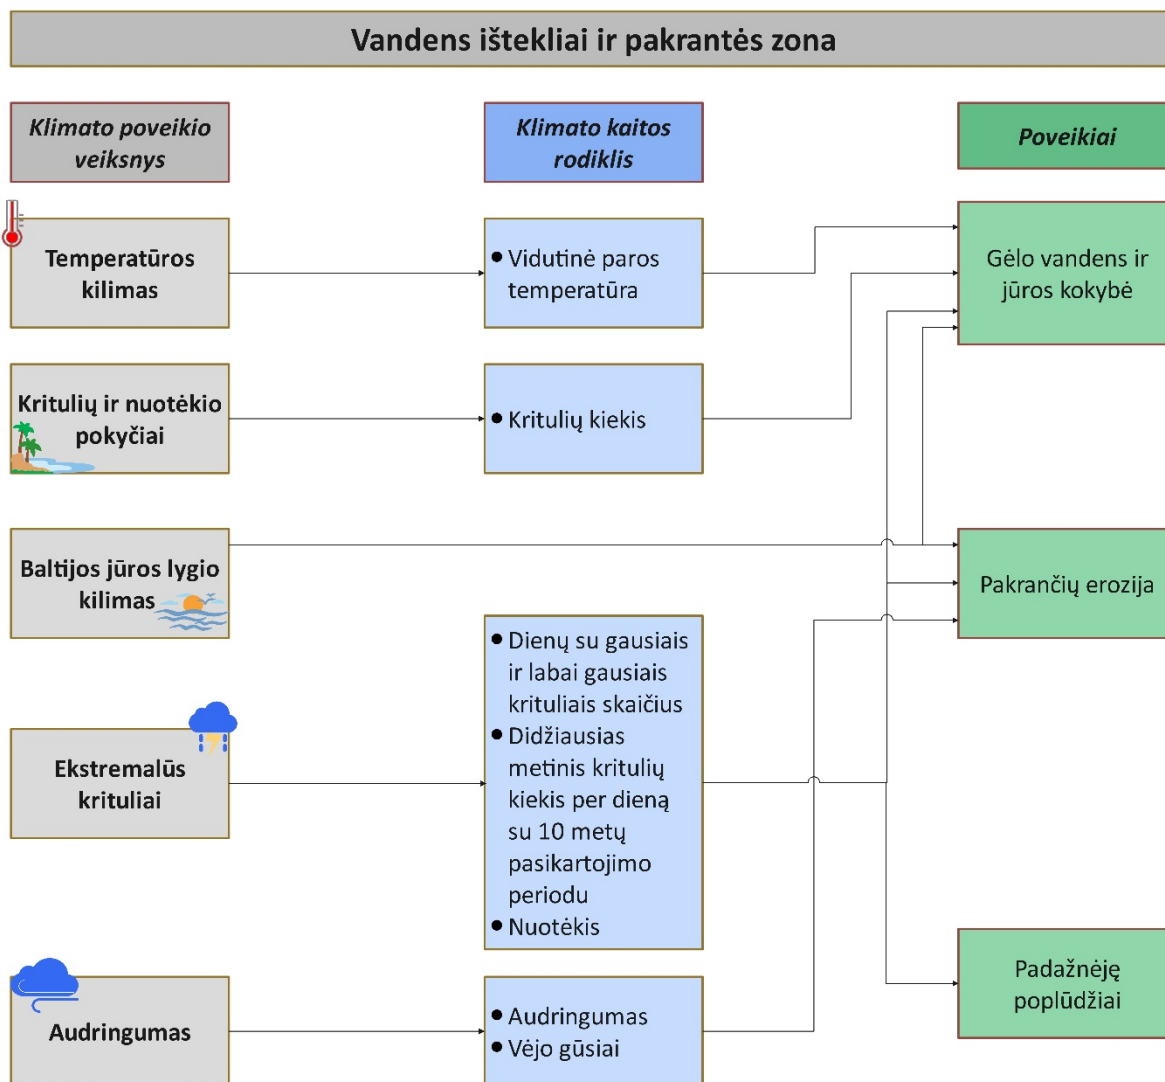 Vandens ištekliai ir pakrantės zona
Klimato poveikio
veiksnys
Klimato kaitos
rodiklis
Poveikiai
Temperatūros
kilimas
● Vidutinė paros
temperatūra
Gėlo vandens ir
jūros kokybė
Kritulių ir nuotėkio
pokyčiai
● Kritulių kiekis
Baltijos jūros lygio
kilimas
Pakrančių erozija
Ekstremalūs
krituliai
● Dienų su gausiais
ir labai gausiais
krituliais skaičius
● Didžiausias
metinis kritulių
kiekis per dieną
su 10 metų
pasikartojimo
periodu
● Nuotėkis
Padažnėję
poplūdžiai
Audringumas
● Audringumas
● Vėjo gūsiai